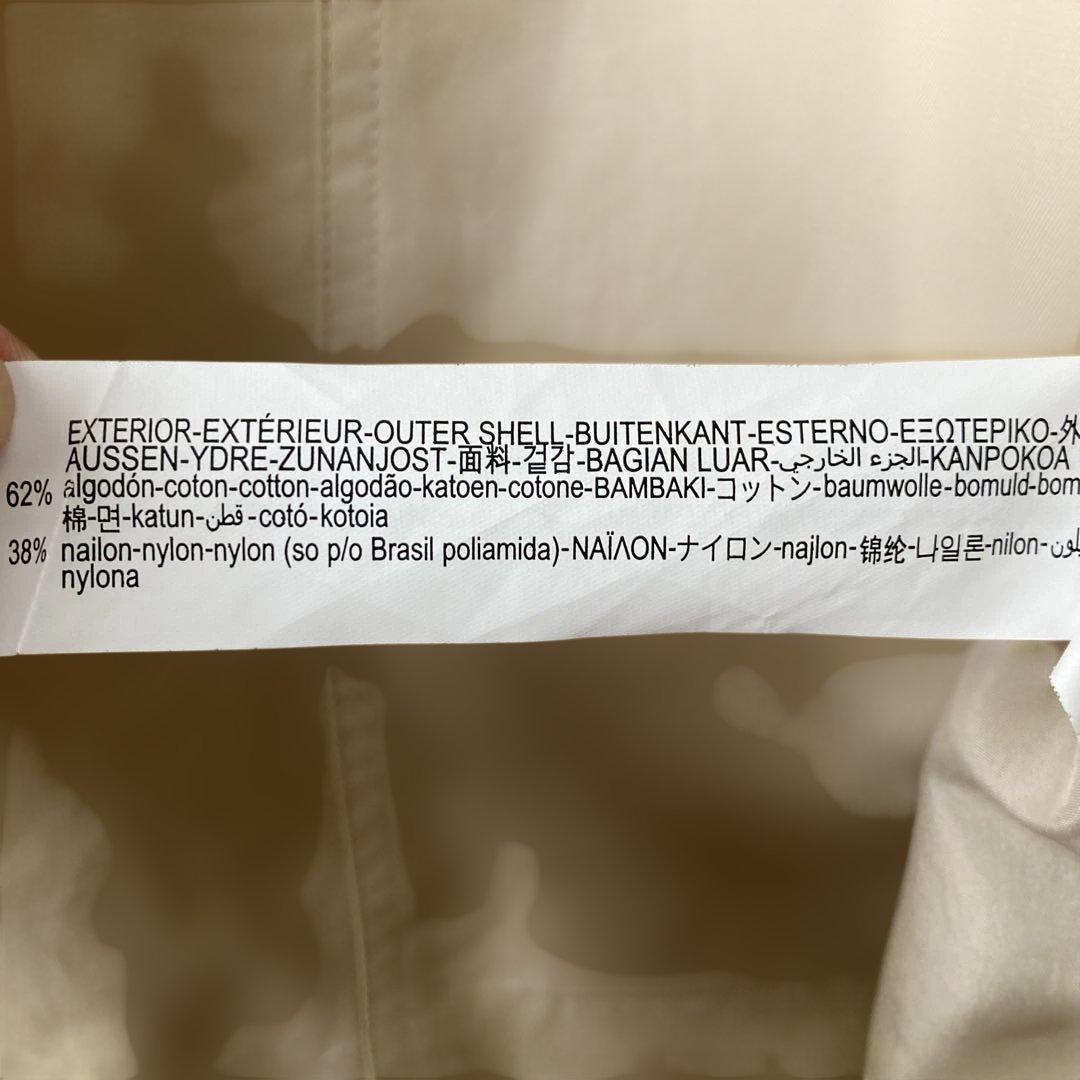 EXTERIOR-EXTÉRIEUR-OUTER SHELL-BUITENKANT-ESTERNO-ΕΞΩΤΕΡΙΚΟ-外
AUSSEN-YDRE-ZUNANJOST-面料-겉감-BAGIAN LUAR-الجزء الخارجي-KANPOKOA
62% algodón-coton-cotton-algodão-katoen-cotone-ΒΑΜΒΑΚΙ-コットン-baumwolle-bomuld-bom
棉-면-katun-قطن-cotó-kotoia
38% nailon-nylon-nylon (so p/o Brasil poliamida)-ΝΑΪΛΟΝ-ナイロン-najlon-锦纶-나일론-nilon-
nylona